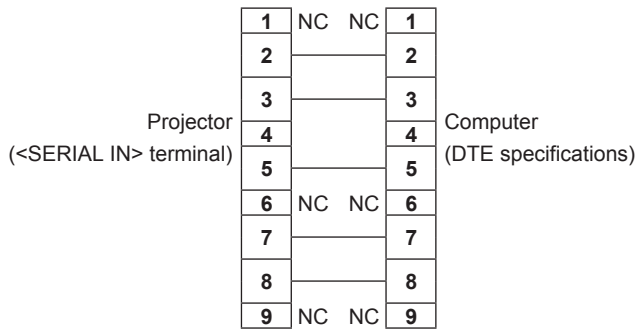 1 NC NC 1
2 2
3 3
Projector
(<SERIAL IN> terminal)
4 4
Computer
(DTE specifications)
5 5
6 NC NC 6
7 7
8 8
9 NC NC 9